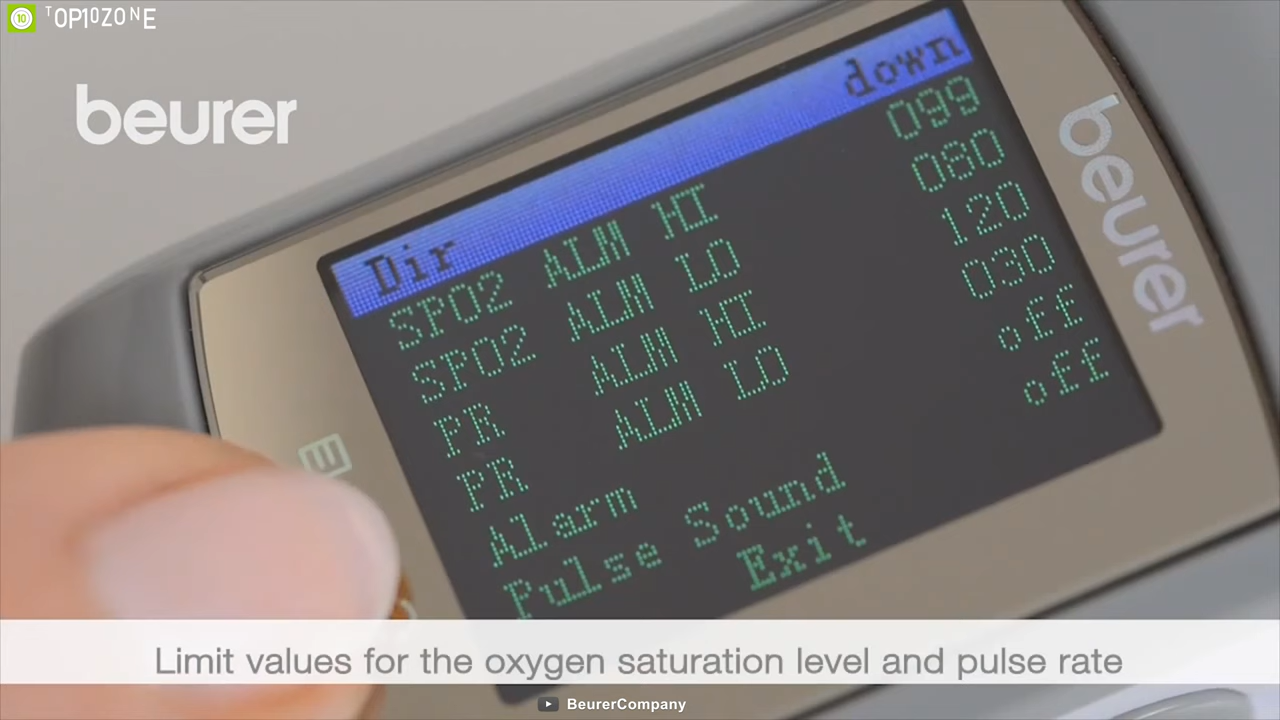 TOP10ZONE
beurer
Dir down
SPO2 ALM HI 099
SPO2 ALM LO 080
PR ALM HI 120
PR ALM LO 030
Alarm off
Pulse Sound off
Exit
beurer
Limit values for the oxygen saturation level and pulse rate
BeurerCompany